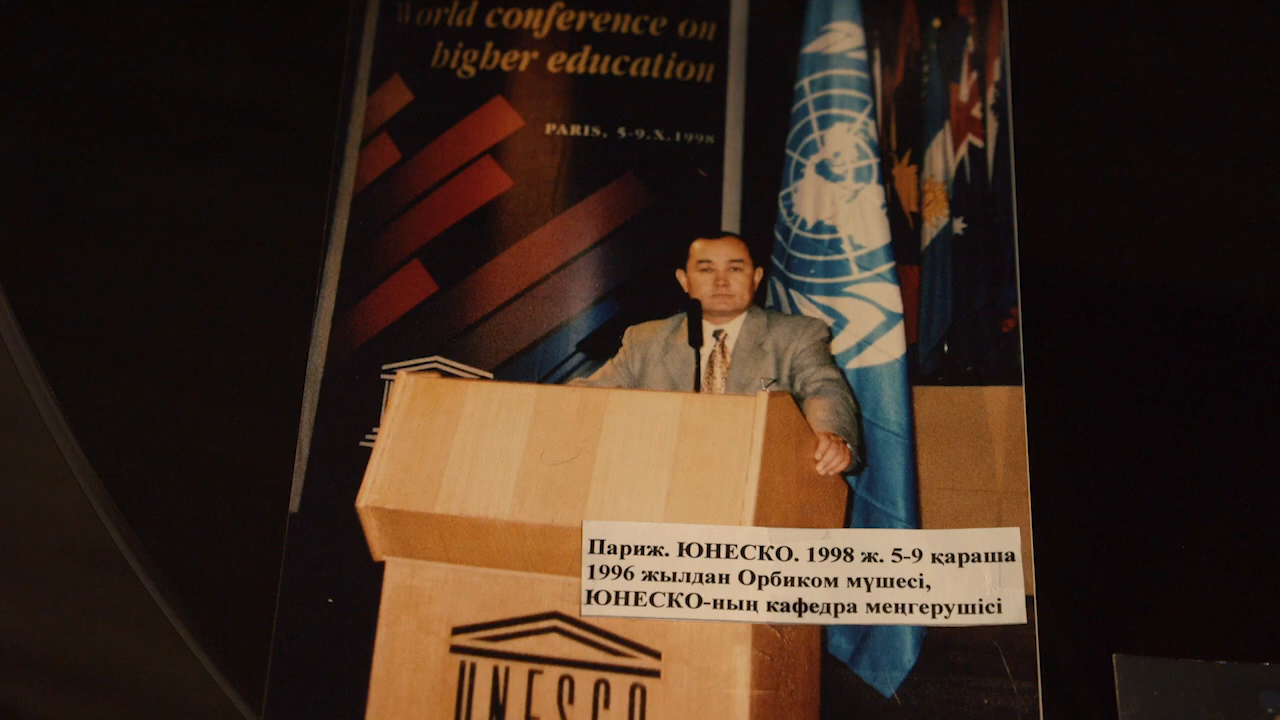 World conference on
higher education
PARIS, 5-9.X.1998
Париж. ЮНЕСКО. 1998 ж. 5-9 қараша
1996 жылдан Орбиком мүшесі,
ЮНЕСКО-ның кафедра меңгерушісі
UNESCO